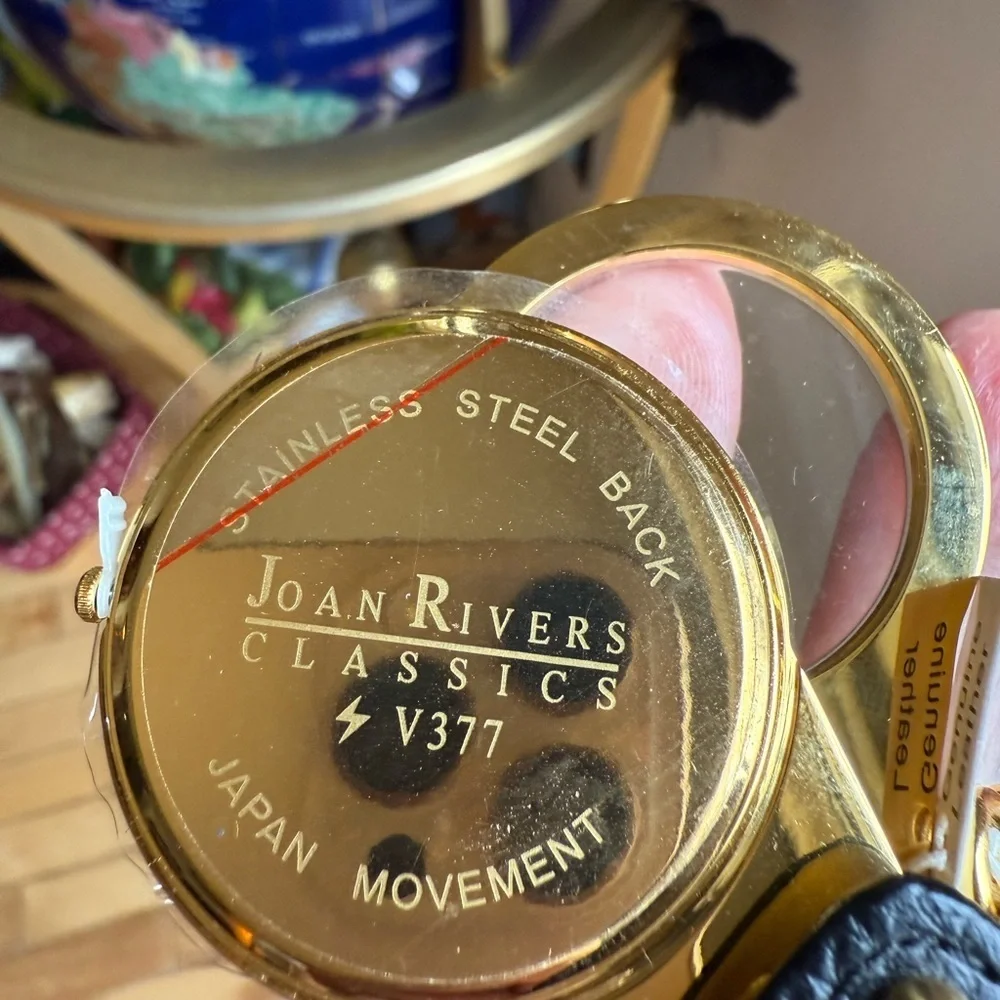 STAINLESS STEEL BACK
JOAN RIVERS
CLASSICS
V377
JAPAN MOVEMENT
Genuine
Leather